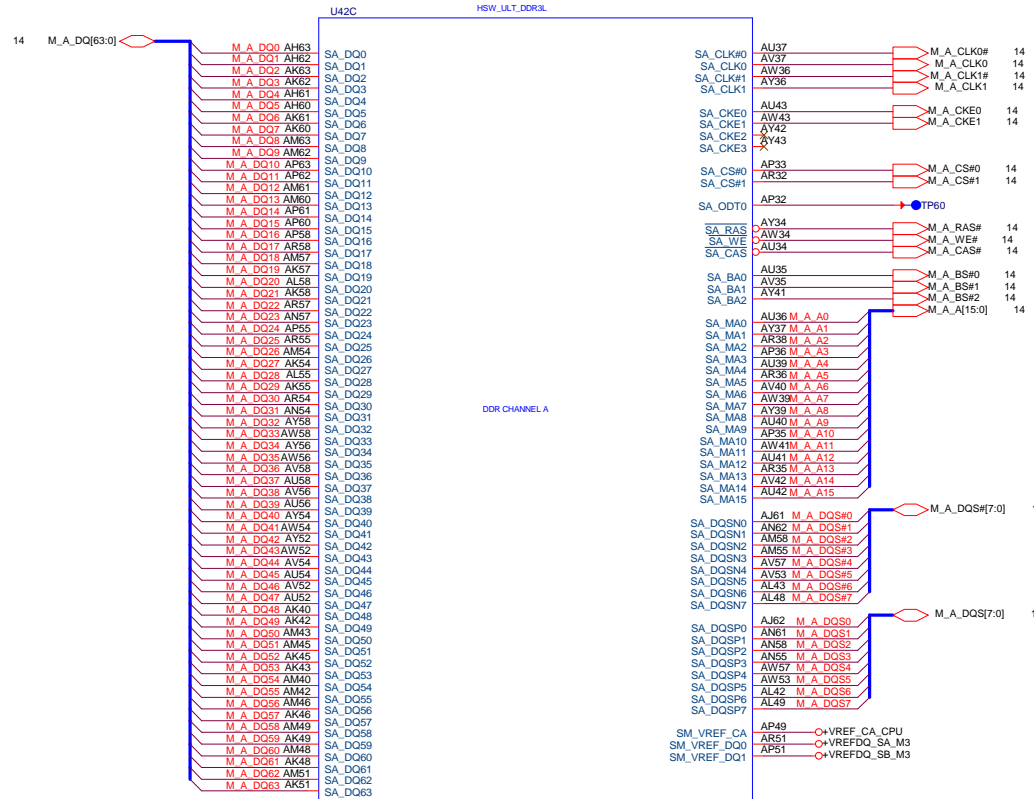 U42C
HSW_ULT_DDR3L
14 M_A_DQ[63:0]
M_A_DQ0 AH63 SA_DQ0
M_A_DQ1 AH62 SA_DQ1
M_A_DQ2 AK63 SA_DQ2
M_A_DQ3 AK62 SA_DQ3
M_A_DQ4 AH61 SA_DQ4
M_A_DQ5 AH60 SA_DQ5
M_A_DQ6 AK61 SA_DQ6
M_A_DQ7 AK60 SA_DQ7
M_A_DQ8 AM63 SA_DQ8
M_A_DQ9 AM62 SA_DQ9
M_A_DQ10 AP63 SA_DQ10
M_A_DQ11 AP62 SA_DQ11
M_A_DQ12 AM61 SA_DQ12
M_A_DQ13 AM60 SA_DQ13
M_A_DQ14 AP61 SA_DQ14
M_A_DQ15 AP60 SA_DQ15
M_A_DQ16 AP58 SA_DQ16
M_A_DQ17 AR58 SA_DQ17
M_A_DQ18 AM57 SA_DQ18
M_A_DQ19 AK57 SA_DQ19
M_A_DQ20 AL58 SA_DQ20
M_A_DQ21 AK58 SA_DQ21
M_A_DQ22 AR57 SA_DQ22
M_A_DQ23 AN57 SA_DQ23
M_A_DQ24 AP55 SA_DQ24
M_A_DQ25 AR55 SA_DQ25
M_A_DQ26 AM54 SA_DQ26
M_A_DQ27 AK54 SA_DQ27
M_A_DQ28 AL55 SA_DQ28
M_A_DQ29 AK55 SA_DQ29
M_A_DQ30 AR54 SA_DQ30
M_A_DQ31 AN54 SA_DQ31
M_A_DQ32 AY58 SA_DQ32
M_A_DQ33 AW58 SA_DQ33
M_A_DQ34 AY56 SA_DQ34
M_A_DQ35 AW56 SA_DQ35
M_A_DQ36 AV58 SA_DQ36
M_A_DQ37 AU58 SA_DQ37
M_A_DQ38 AV56 SA_DQ38
M_A_DQ39 AU56 SA_DQ39
M_A_DQ40 AY54 SA_DQ40
M_A_DQ41 AW54 SA_DQ41
M_A_DQ42 AY52 SA_DQ42
M_A_DQ43 AW52 SA_DQ43
M_A_DQ44 AV54 SA_DQ44
M_A_DQ45 AU54 SA_DQ45
M_A_DQ46 AV52 SA_DQ46
M_A_DQ47 AU52 SA_DQ47
M_A_DQ48 AK40 SA_DQ48
M_A_DQ49 AK42 SA_DQ49
M_A_DQ50 AM43 SA_DQ50
M_A_DQ51 AM45 SA_DQ51
M_A_DQ52 AK45 SA_DQ52
M_A_DQ53 AK43 SA_DQ53
M_A_DQ54 AM40 SA_DQ54
M_A_DQ55 AM42 SA_DQ55
M_A_DQ56 AM46 SA_DQ56
M_A_DQ57 AK46 SA_DQ57
M_A_DQ58 AM49 SA_DQ58
M_A_DQ59 AK49 SA_DQ59
M_A_DQ60 AM48 SA_DQ60
M_A_DQ61 AK48 SA_DQ61
M_A_DQ62 AM51 SA_DQ62
M_A_DQ63 AK51 SA_DQ63
DDR CHANNEL A
SA_CLK#0 AU37 M_A_CLK0# 14
SA_CLK0 AV37 M_A_CLK0 14
SA_CLK#1 AW36 M_A_CLK1# 14
SA_CLK1 AY36 M_A_CLK1 14
SA_CKE0 AU43 M_A_CKE0 14
SA_CKE1 AW43 M_A_CKE1 14
SA_CKE2 AY42
SA_CKE3 AY43
SA_CS#0 AP33 M_A_CS#0 14
SA_CS#1 AR32 M_A_CS#1 14
SA_ODT0 AP32 TP60
SA_RAS AY34 M_A_RAS# 14
SA_WE AW34 M_A_WE# 14
SA_CAS AU34 M_A_CAS# 14
SA_BA0 AU35 M_A_BS#0 14
SA_BA1 AV35 M_A_BS#1 14
SA_BA2 AY41 M_A_BS#2 14
M_A_A[15:0] 14
SA_MA0 AU36 M_A_A0
SA_MA1 AY37 M_A_A1
SA_MA2 AR38 M_A_A2
SA_MA3 AP36 M_A_A3
SA_MA4 AU39 M_A_A4
SA_MA5 AR36 M_A_A5
SA_MA6 AV40 M_A_A6
SA_MA7 AW39 M_A_A7
SA_MA8 AY39 M_A_A8
SA_MA9 AU40 M_A_A9
SA_MA10 AP35 M_A_A10
SA_MA11 AW41 M_A_A11
SA_MA12 AU41 M_A_A12
SA_MA13 AR35 M_A_A13
SA_MA14 AV42 M_A_A14
SA_MA15 AU42 M_A_A15
M_A_DQS#[7:0] 1
SA_DQSN0 AJ61 M_A_DQS#0
SA_DQSN1 AN62 M_A_DQS#1
SA_DQSN2 AM58 M_A_DQS#2
SA_DQSN3 AM55 M_A_DQS#3
SA_DQSN4 AV57 M_A_DQS#4
SA_DQSN5 AV53 M_A_DQS#5
SA_DQSN6 AL43 M_A_DQS#6
SA_DQSN7 AL48 M_A_DQS#7
M_A_DQS[7:0] 1
SA_DQSP0 AJ62 M_A_DQS0
SA_DQSP1 AN61 M_A_DQS1
SA_DQSP2 AN58 M_A_DQS2
SA_DQSP3 AN55 M_A_DQS3
SA_DQSP4 AW57 M_A_DQS4
SA_DQSP5 AW53 M_A_DQS5
SA_DQSP6 AL42 M_A_DQS6
SA_DQSP7 AL49 M_A_DQS7
SM_VREF_CA AP49 +VREF_CA_CPU
SM_VREF_DQ0 AR51 +VREFDQ_SA_M3
SM_VREF_DQ1 AP51 +VREFDQ_SB_M3